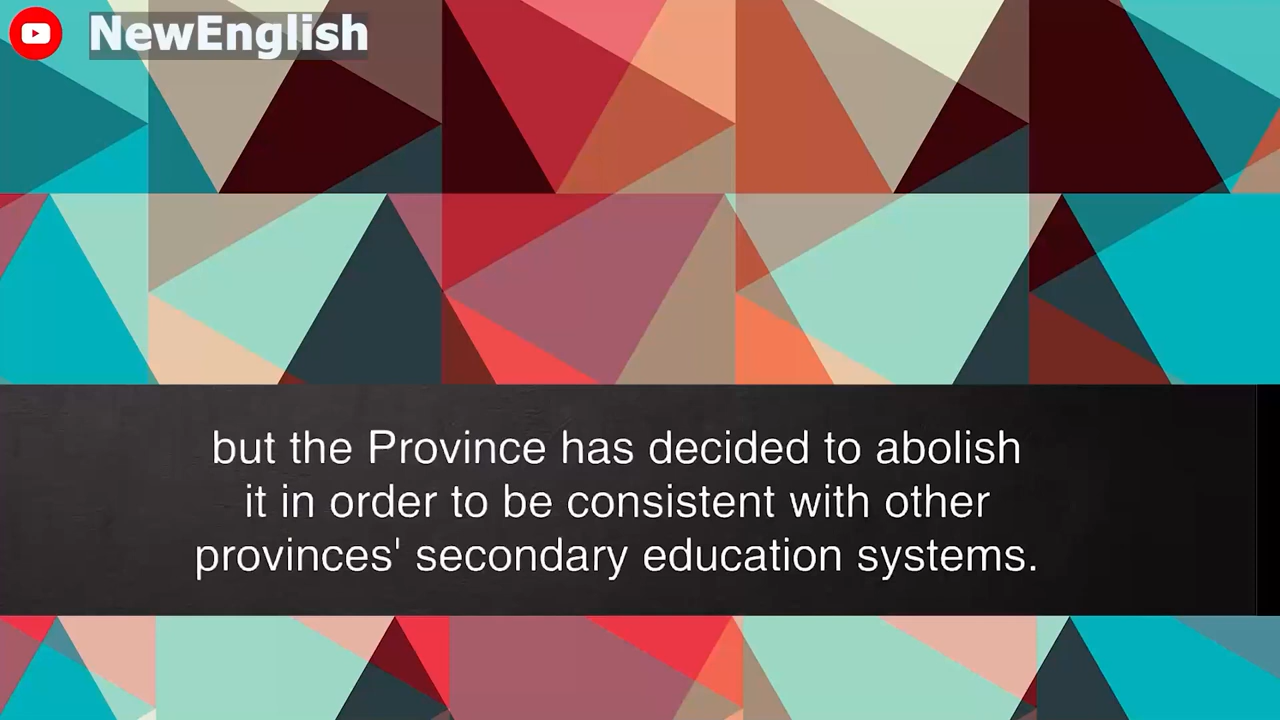 NewEnglish
but the Province has decided to abolish
it in order to be consistent with other
provinces' secondary education systems.